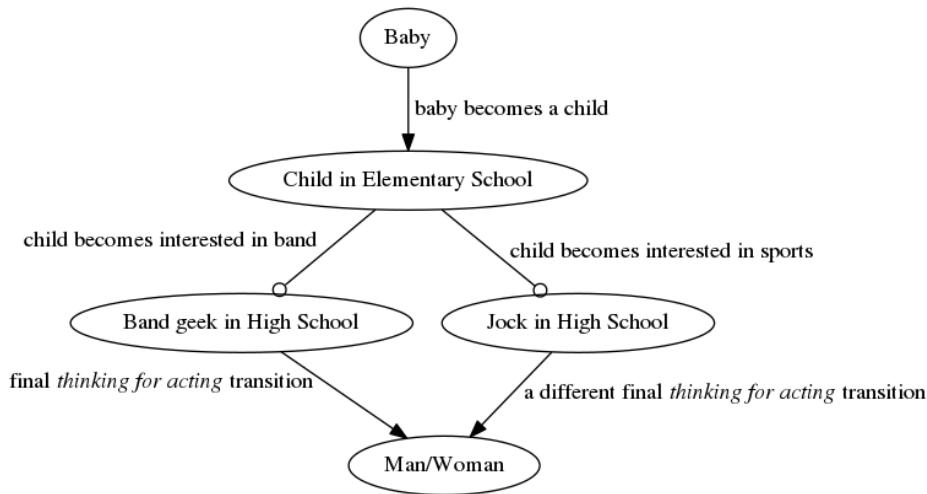 Baby
baby becomes a child
Child in Elementary School
child becomes interested in band
child becomes interested in sports
Band geek in High School
Jock in High School
final thinking for acting transition
a different final thinking for acting transition
Man/Woman